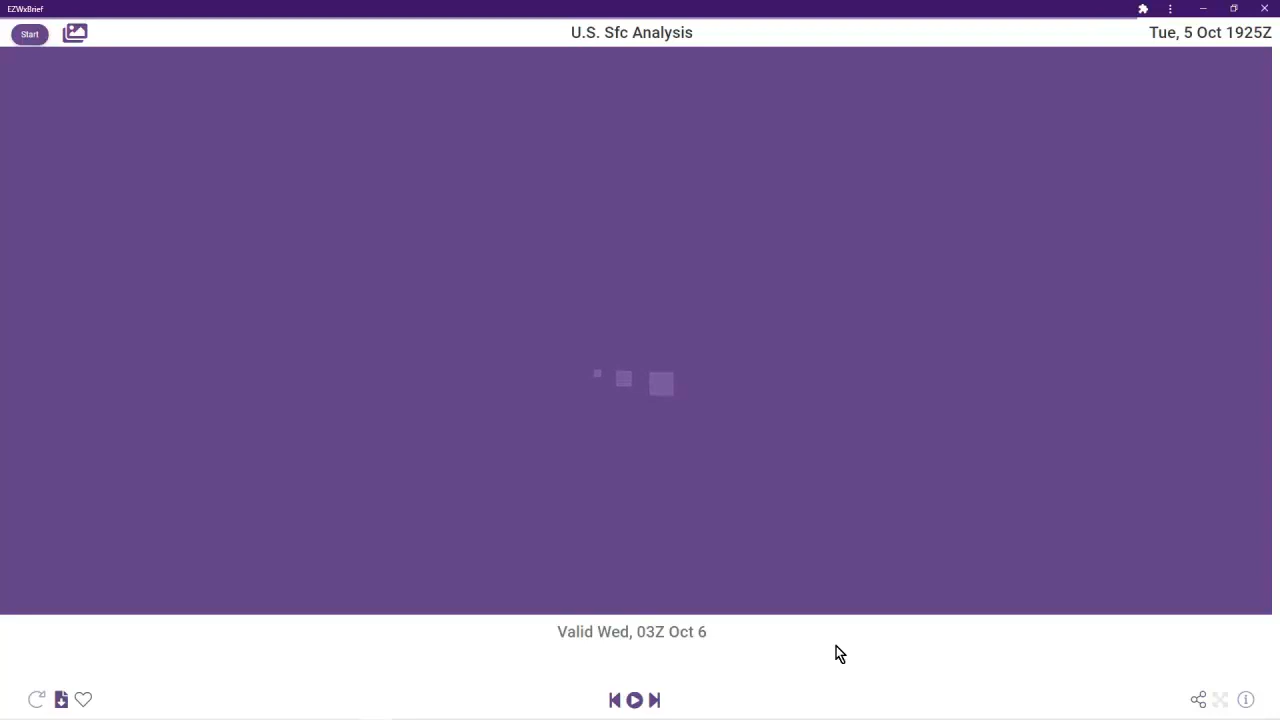 EZWxBrief
Start
U.S. Sfc Analysis
Tue, 5 Oct 1925Z
Valid Wed, 03Z Oct 6